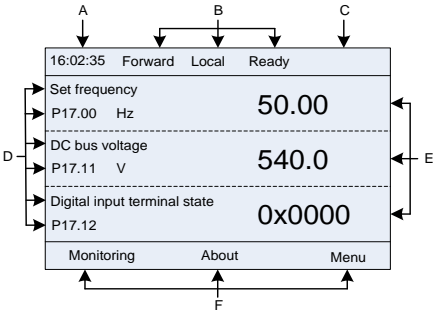 A B C
16:02:35 Forward Local Ready
Set frequency
P17.00 Hz 50.00
DC bus voltage
D P17.11 V 540.0 E
Digital input terminal state
P17.12 0x0000
Monitoring About Menu
F